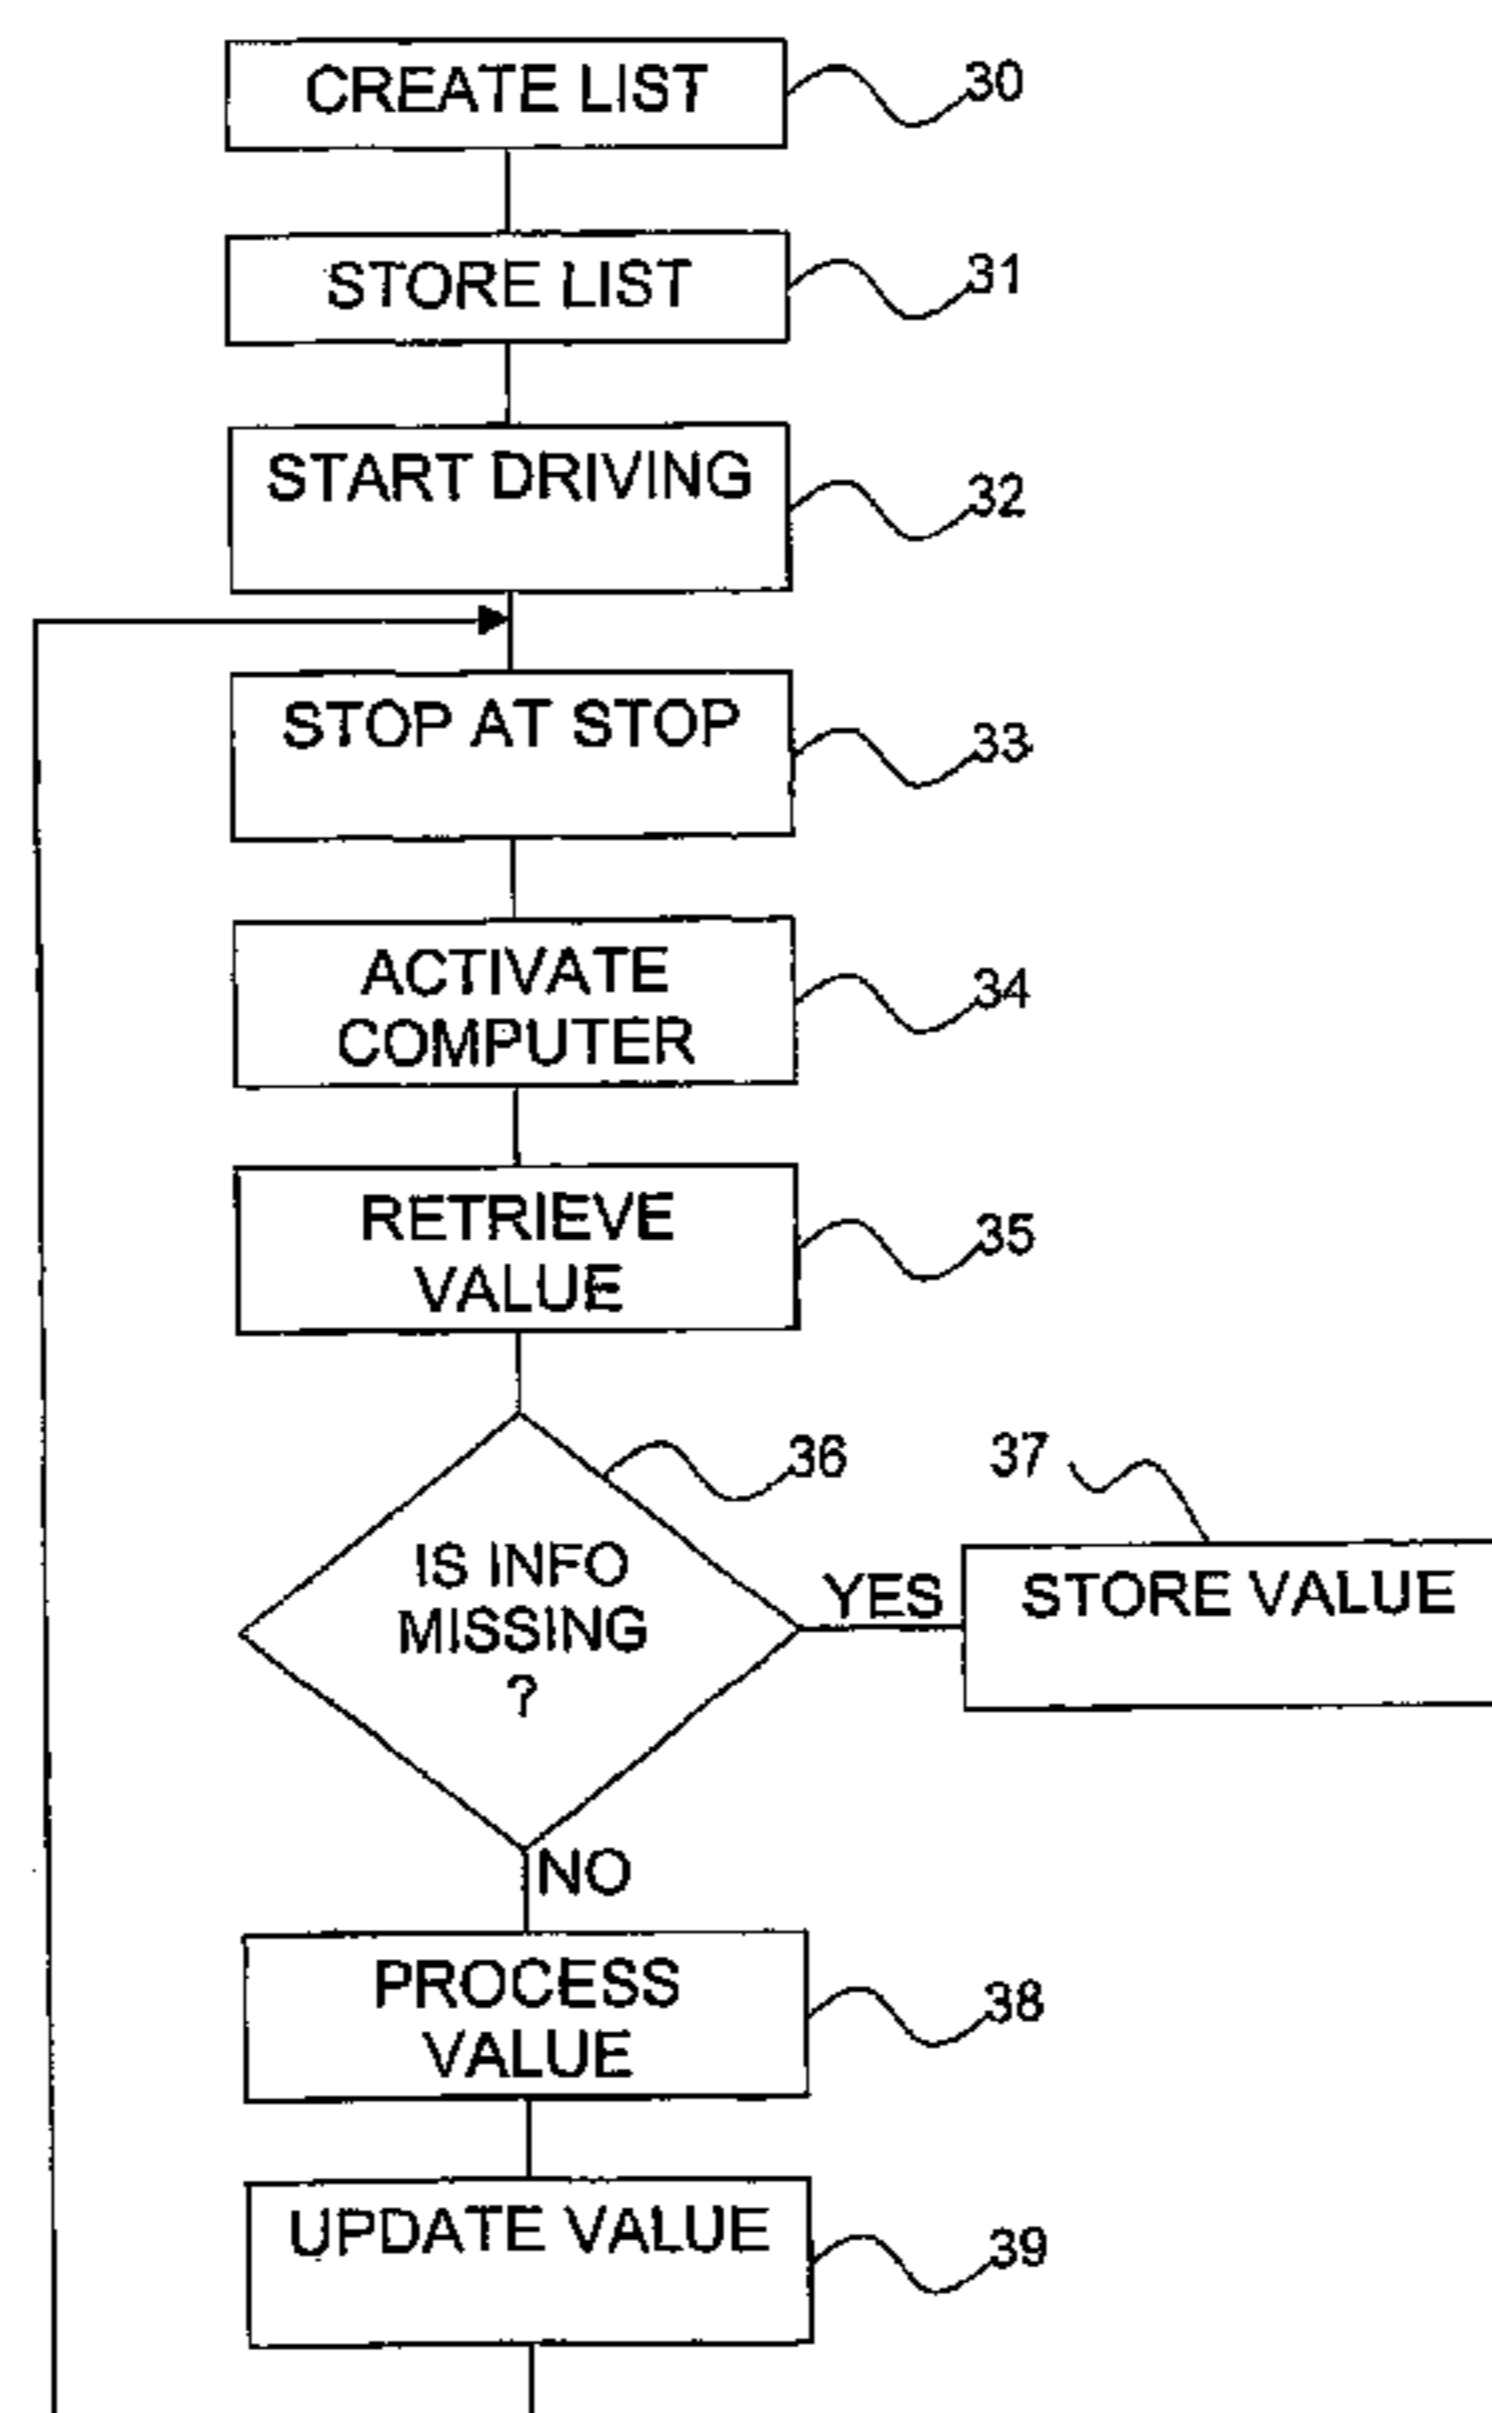 CREATE LIST
30
STORE LIST
31
START DRIVING
32
STOP AT STOP
33
ACTIVATE
COMPUTER
34
RETRIEVE
VALUE
35
36
IS INFO
MISSING
?
YES
37
STORE VALUE
NO
PROCESS
VALUE
38
UPDATE VALUE
39